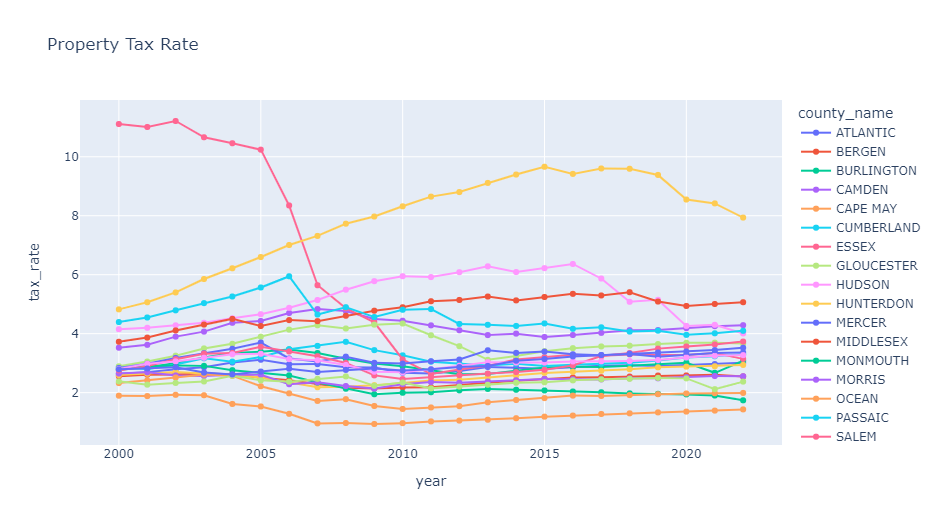 Property Tax Rate
tax_rate
10
8
6
4
2
2000
2005
2010
2015
2020
year
county_name
ATLANTIC
BERGEN
BURLINGTON
CAMDEN
CAPE MAY
CUMBERLAND
ESSEX
GLOUCESTER
HUDSON
HUNTERDON
MERCER
MIDDLESEX
MONMOUTH
MORRIS
OCEAN
PASSAIC
SALEM